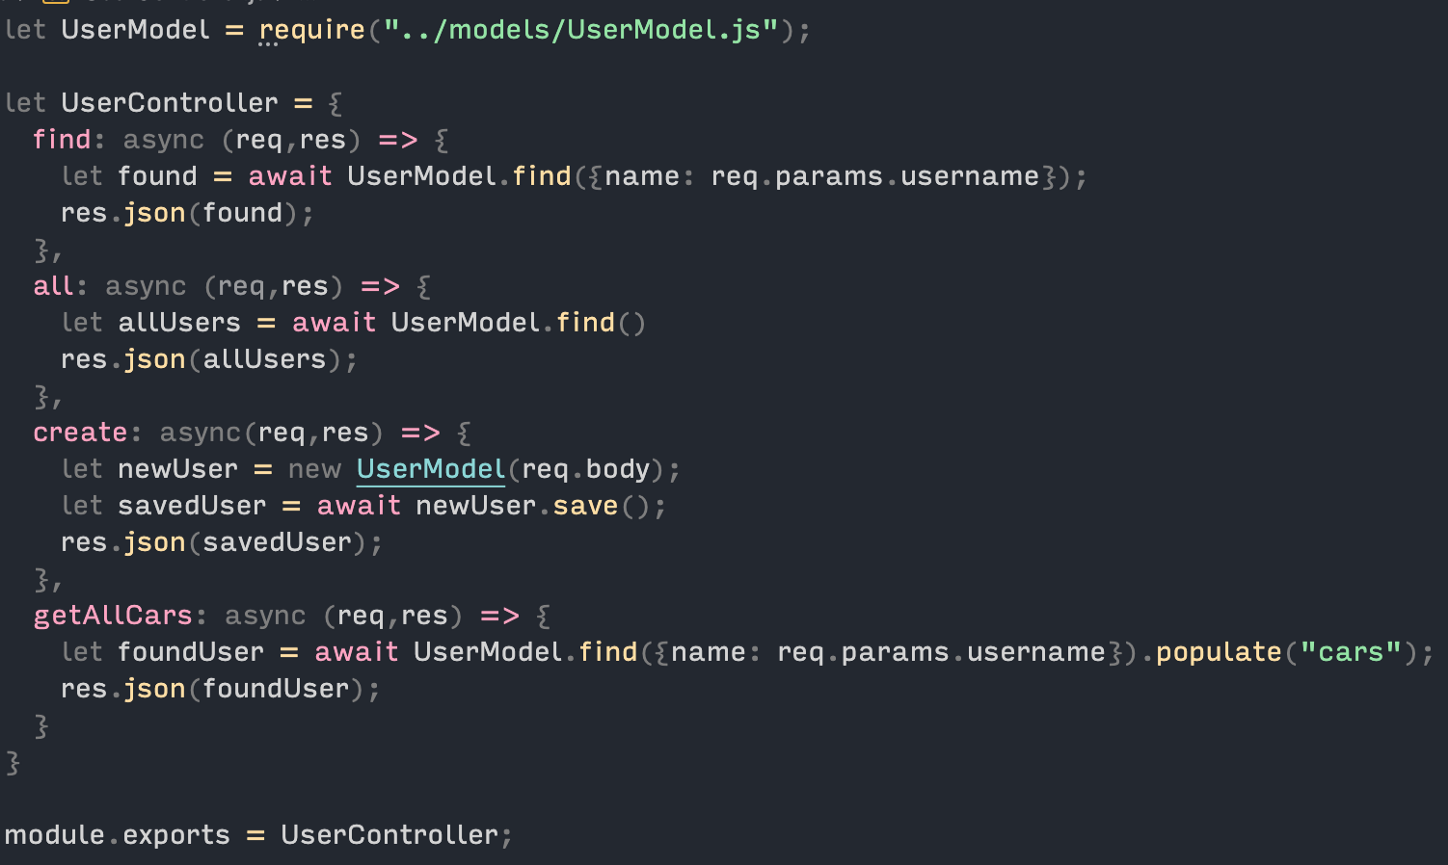 let UserModel = require("../models/UserModel.js");
let UserController = {
find: async (req,res) => {
let found = await UserModel.find({name: req.params.username});
res.json(found);
},
all: async (req,res) => {
let allUsers = await UserModel.find()
res.json(allUsers);
},
create: async(req,res) => {
let newUser = new UserModel(req.body);
let savedUser = await newUser.save();
res.json(savedUser);
},
getAllCars: async (req,res) => {
let foundUser = await UserModel.find({name: req.params.username}).populate("cars");
res.json(foundUser);
}
}
module.exports = UserController;